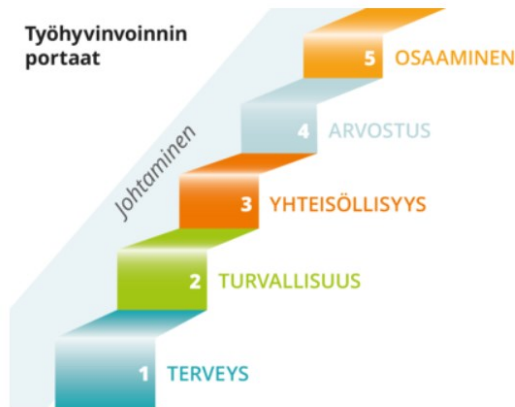 Työhyvinvoinnin
portaat
5 OSAAMINEN
4 ARVOSTUS
Johtaminen
3 YHTEISÖLLISYYS
2 TURVALLISUUS
1 TERVEYS